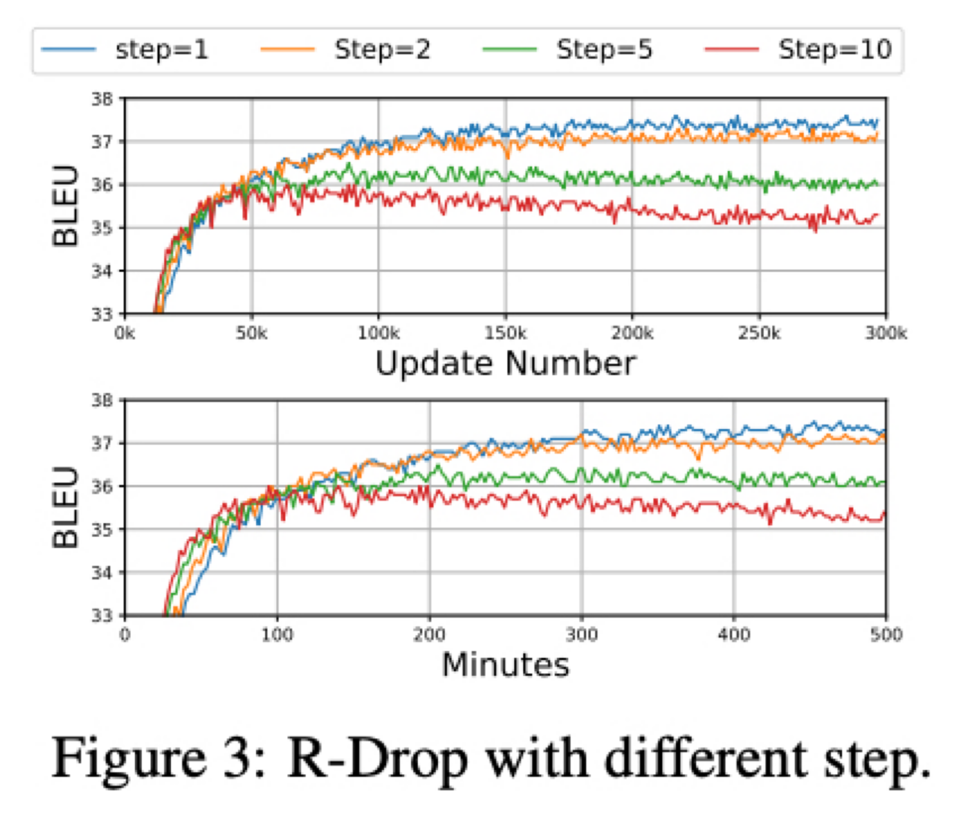 step=1 Step=2 Step=5 Step=10
38
37
36
35
34
33
BLEU
0k 50k 100k 150k 200k 250k 300k
Update Number
38
37
36
35
34
33
BLEU
0 100 200 300 400 500
Minutes
Figure 3: R-Drop with different step.